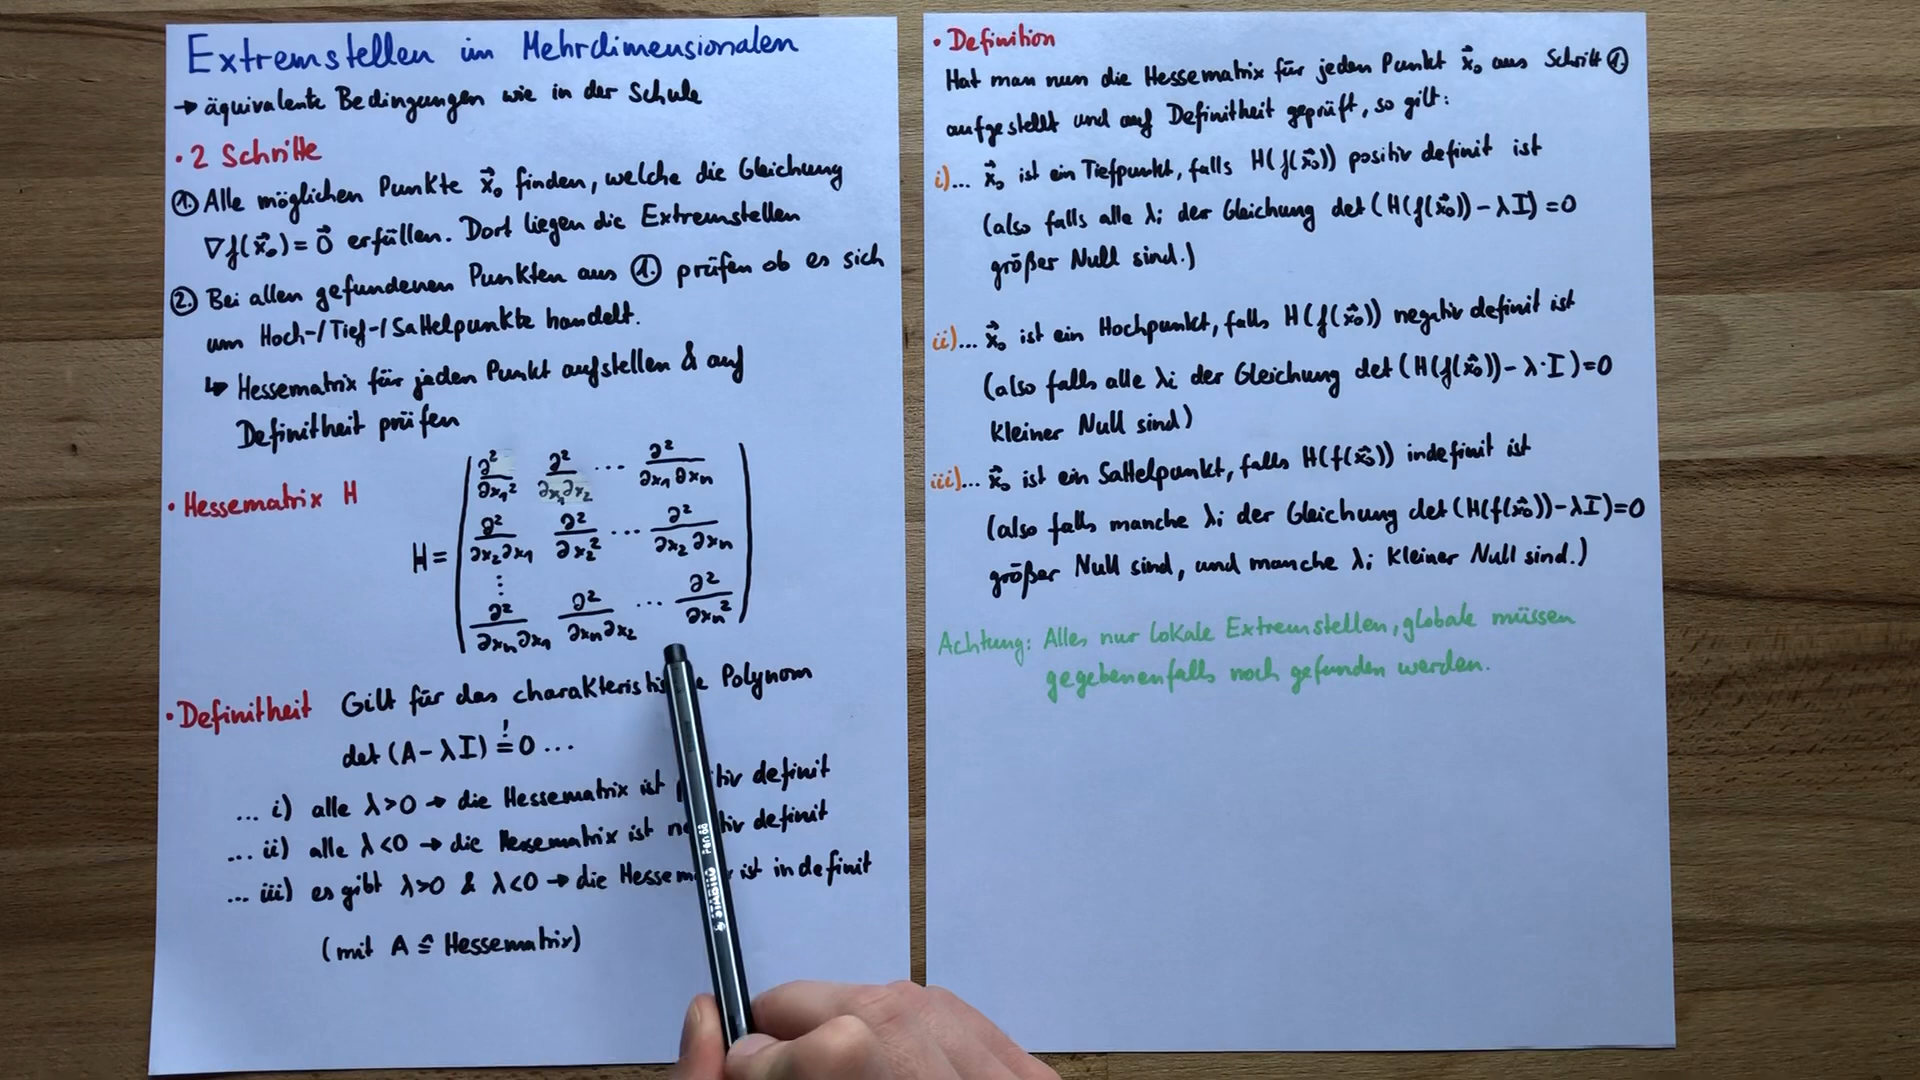 Extremstellen im Mehrdimensionalen
→ äquivalente Bedingungen wie in der Schule
• 2 Schritte
① Alle möglichen Punkte x⃗₀ finden, welche die Gleichung
∇f(x⃗₀) = 0⃗ erfüllen. Dort liegen die Extremstellen
② Bei allen gefundenen Punkten aus ① prüfen ob es sich
um Hoch-/Tief-/Sattelpunkte handelt.
↳ Hessematrix für jeden Punkt aufstellen & auf
Definitheit prüfen
• Hessematrix H
H = ( ∂²/∂x₁² ∂²/∂x₁∂x₂ ... ∂²/∂x₁∂xₙ
∂²/∂x₂∂x₁ ∂²/∂x₂² ... ∂²/∂x₂∂xₙ
⋮
∂²/∂xₙ∂x₁ ∂²/∂xₙ∂x₂ ... ∂²/∂xₙ² )
• Definitheit Gilt für das Polynom
det (A - λI) =! 0 ...
... i) alle λ>0 → die Hessematrix ist definit
... ii) alle λ<0 → die Hessematrix ist definit
... iii) es gibt λ>0 & λ<0 → die ist indefinit
(mit A ≙ Hessematrix)
• Definition
Hat man nun die Hessematrix für jeden Punkt x⃗₀ aus Schritt ①
aufgestellt und auf Definitheit geprüft, so gilt:
i)... x⃗₀ ist ein Tiefpunkt, falls H(f(x⃗₀)) positiv definit ist
(also falls alle λᵢ der Gleichung det (H(f(x⃗₀)) - λI) = 0
größer Null sind.)
ii)... x⃗₀ ist ein Hochpunkt, falls H(f(x⃗₀)) negativ definit ist
(also falls alle λᵢ der Gleichung det (H(f(x⃗₀)) - λ·I) = 0
kleiner Null sind)
iii)... x⃗₀ ist ein Sattelpunkt, falls H(f(x⃗₀)) indefinit ist
(also falls manche λᵢ der Gleichung det (H(f(x⃗₀)) - λI) = 0
größer Null sind, und manche λᵢ kleiner Null sind.)
Achtung: Alles nur lokale Extremstellen, globale müssen
gegebenenfalls noch gefunden werden.
STABILO Pen 68